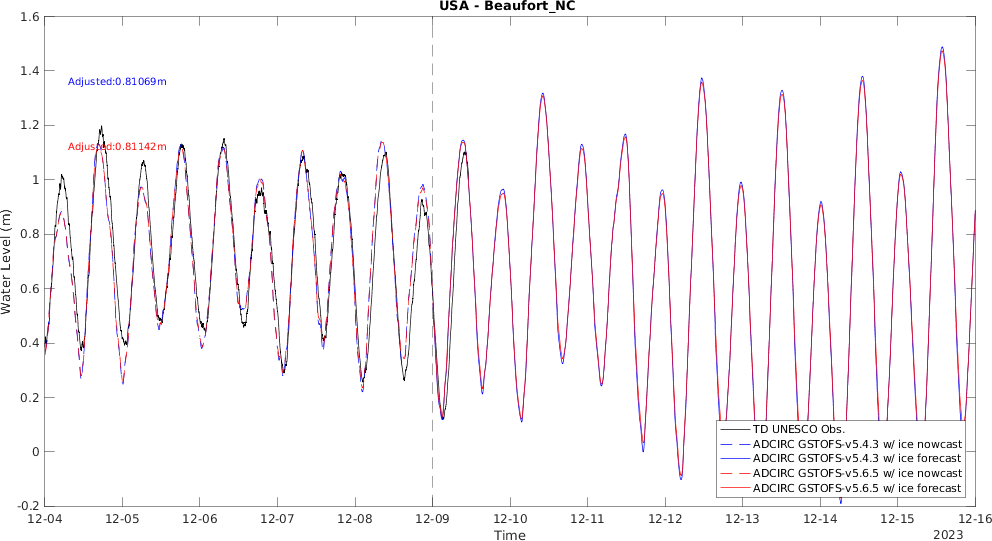 USA - Beaufort_NC
1.6
1.4
1.2
1
0.8
0.6
0.4
0.2
0
-0.2
Water Level (m)
Adjusted:0.81069m
Adjusted:0.81142m
TD UNESCO Obs.
ADCIRC GSTOFS-v5.4.3 w/ ice nowcast
ADCIRC GSTOFS-v5.4.3 w/ ice forecast
ADCIRC GSTOFS-v5.6.5 w/ ice nowcast
ADCIRC GSTOFS-v5.6.5 w/ ice forecast
12-04 12-05 12-06 12-07 12-08 12-09 12-10 12-11 12-12 12-13 12-14 12-15 12-16
Time
2023